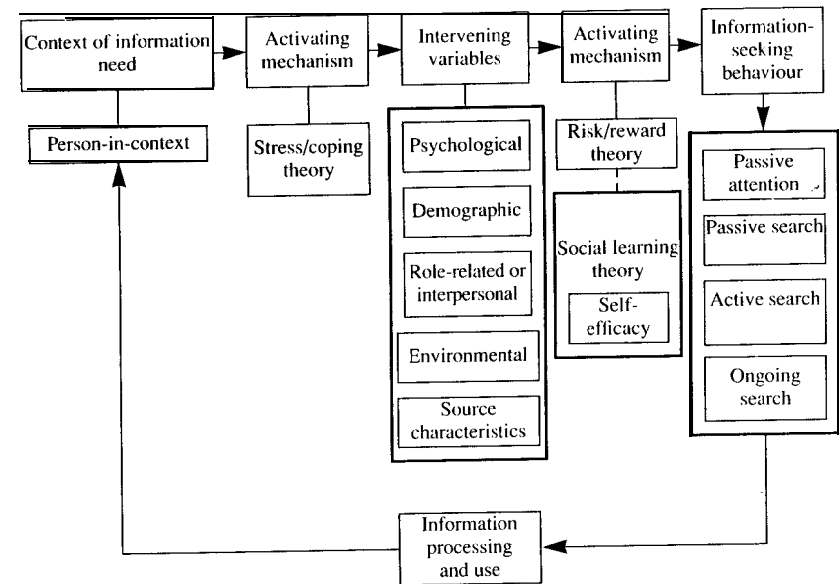 Context of information
need
Activating
mechanism
Intervening
variables
Activating
mechanism
Information-
seeking
behaviour
Person-in-context
Stress/coping
theory
Psychological
Demographic
Role-related or
interpersonal
Environmental
Source
characteristics
Risk/reward
theory
Social learning
theory
Self-
efficacy
Passive
attention
Passive search
Active search
Ongoing
search
Information
processing
and use